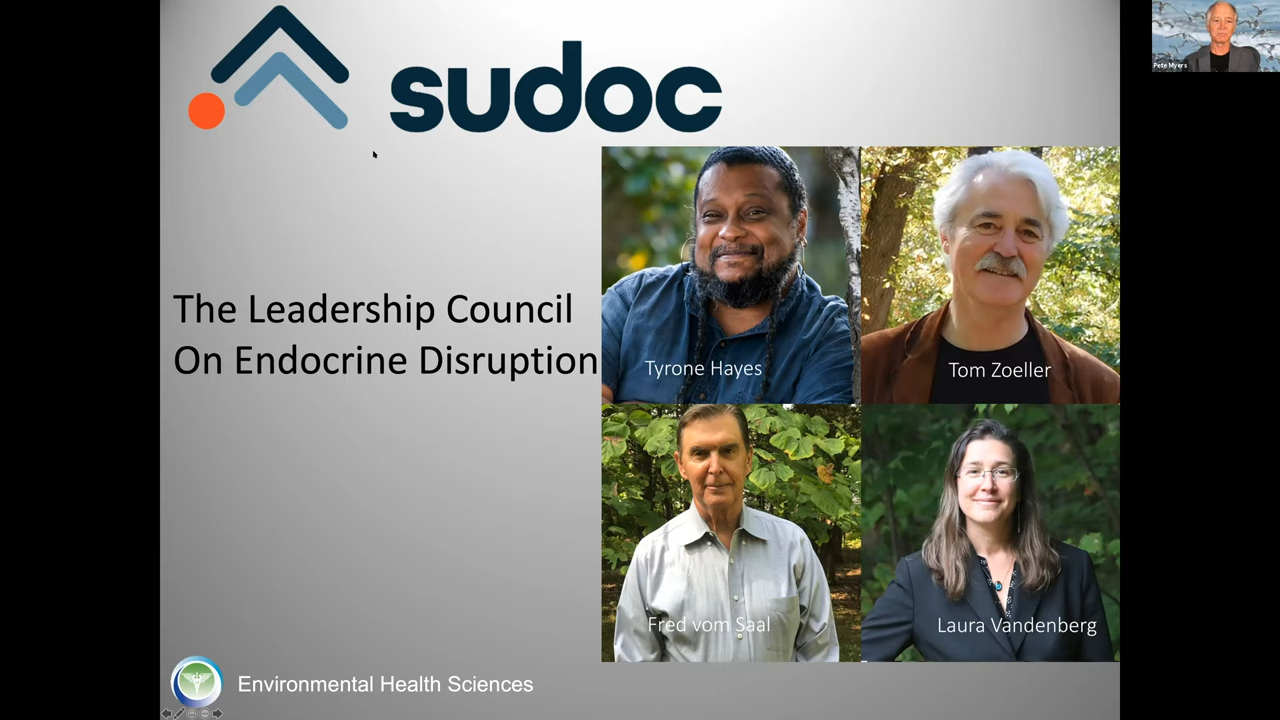 sudoc
Pete Myers
The Leadership Council
On Endocrine Disruption
Tyrone Hayes
Tom Zoeller
Fred vom Saal
Laura Vandenberg
Environmental Health Sciences